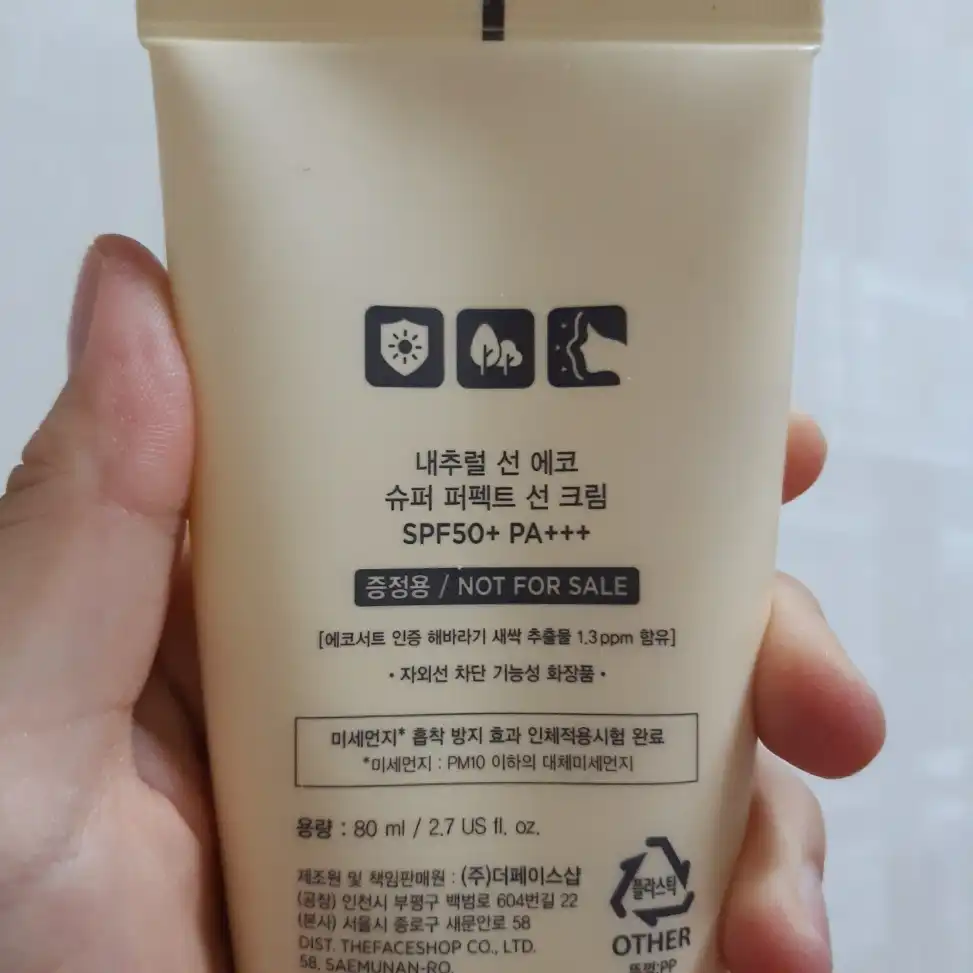 내추럴 선 에코
슈퍼 퍼펙트 선 크림
SPF50+ PA+++
증정용 / NOT FOR SALE
[에코서트 인증 해바라기 새싹 추출물 1.3 ppm 함유]
• 자외선 차단 기능성 화장품 •
미세먼지* 흡착 방지 효과 인체적용시험 완료
*미세먼지 : PM10 이하의 대체미세먼지
용량 : 80 ml / 2.7 US fl. oz.
제조원 및 책임판매원 : (주)더페이스샵
(공장) 인천시 부평구 백범로 604번길 22
(본사) 서울시 종로구 새문안로 58
DIST. THEFACESHOP CO., LTD.
58, SAEMUNAN-RO,
플라스틱
OTHER
뚜껑:PP